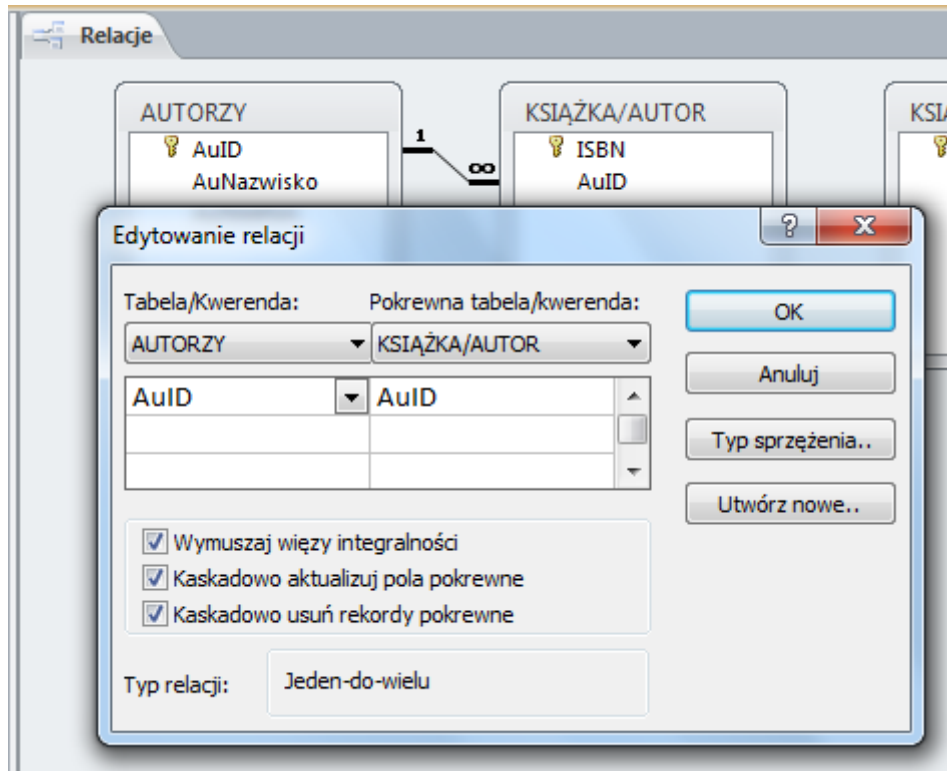 Relacje
AUTORZY
AuID
AuNazwisko
1
∞
KSIĄŻKA/AUTOR
ISBN
AuID
Edytowanie relacji
Tabela/Kwerenda:
Pokrewna tabela/kwerenda:
AUTORZY
KSIĄŻKA/AUTOR
AuID
AuID
OK
Anuluj
Typ sprzężenia..
Utwórz nowe..
Wymuszaj więzy integralności
Kaskadowo aktualizuj pola pokrewne
Kaskadowo usuń rekordy pokrewne
Typ relacji:
Jeden-do-wielu